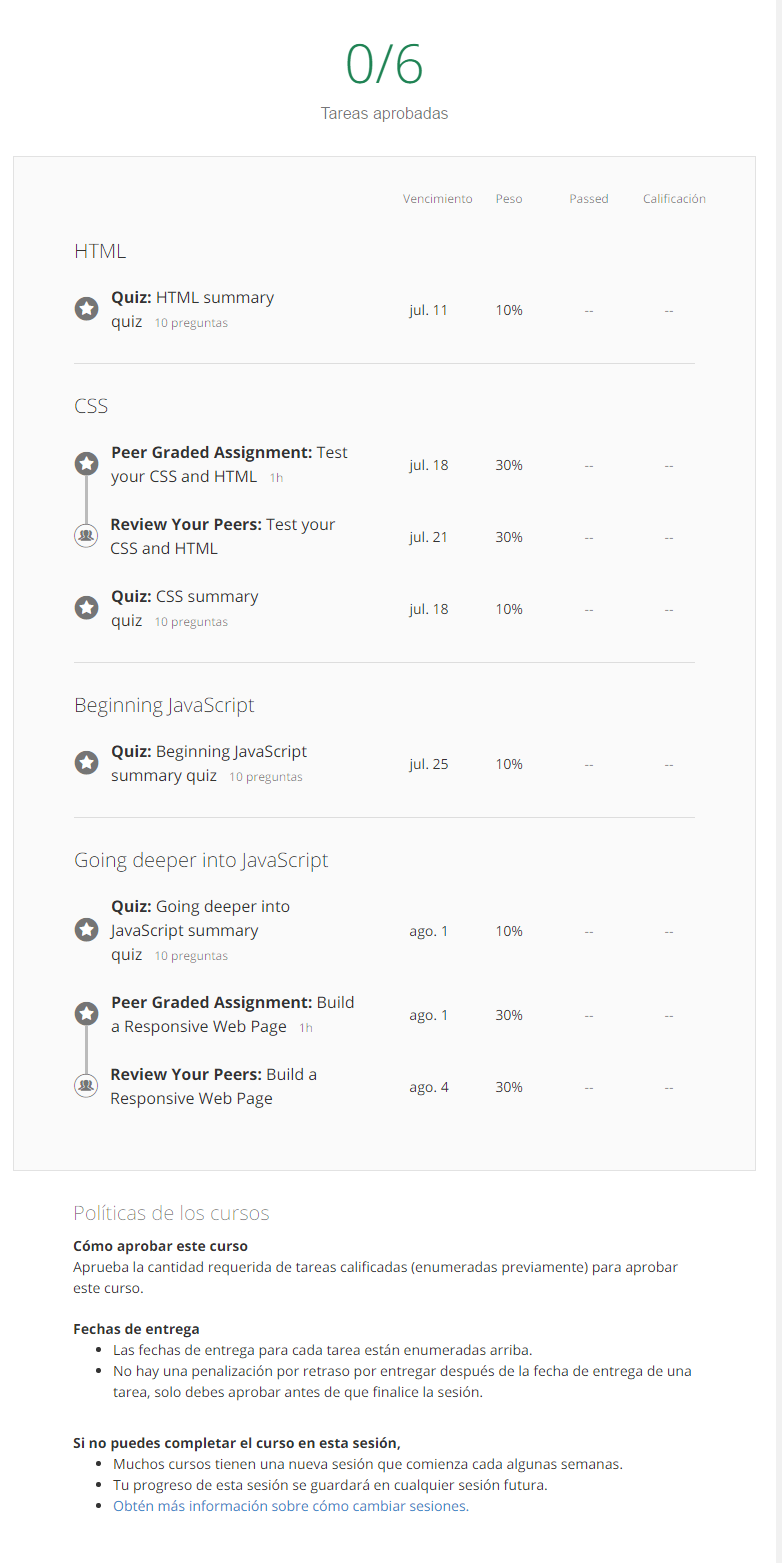 0/6
Tareas aprobadas
Vencimiento Peso Passed Calificación
HTML
Quiz: HTML summary
quiz 10 preguntas
jul. 11 10% -- --
CSS
Peer Graded Assignment: Test
your CSS and HTML 1h
jul. 18 30% -- --
Review Your Peers: Test your
CSS and HTML
jul. 21 30% -- --
Quiz: CSS summary
quiz 10 preguntas
jul. 18 10% -- --
Beginning JavaScript
Quiz: Beginning JavaScript
summary quiz 10 preguntas
jul. 25 10% -- --
Going deeper into JavaScript
Quiz: Going deeper into
JavaScript summary
quiz 10 preguntas
ago. 1 10% -- --
Peer Graded Assignment: Build
a Responsive Web Page 1h
ago. 1 30% -- --
Review Your Peers: Build a
Responsive Web Page
ago. 4 30% -- --
Políticas de los cursos
Cómo aprobar este curso
Aprueba la cantidad requerida de tareas calificadas (enumeradas previamente) para aprobar
este curso.
Fechas de entrega
• Las fechas de entrega para cada tarea están enumeradas arriba.
• No hay una penalización por retraso por entregar después de la fecha de entrega de una
tarea, solo debes aprobar antes de que finalice la sesión.
Si no puedes completar el curso en esta sesión,
• Muchos cursos tienen una nueva sesión que comienza cada algunas semanas.
• Tu progreso de esta sesión se guardará en cualquier sesión futura.
• Obtén más información sobre cómo cambiar sesiones.